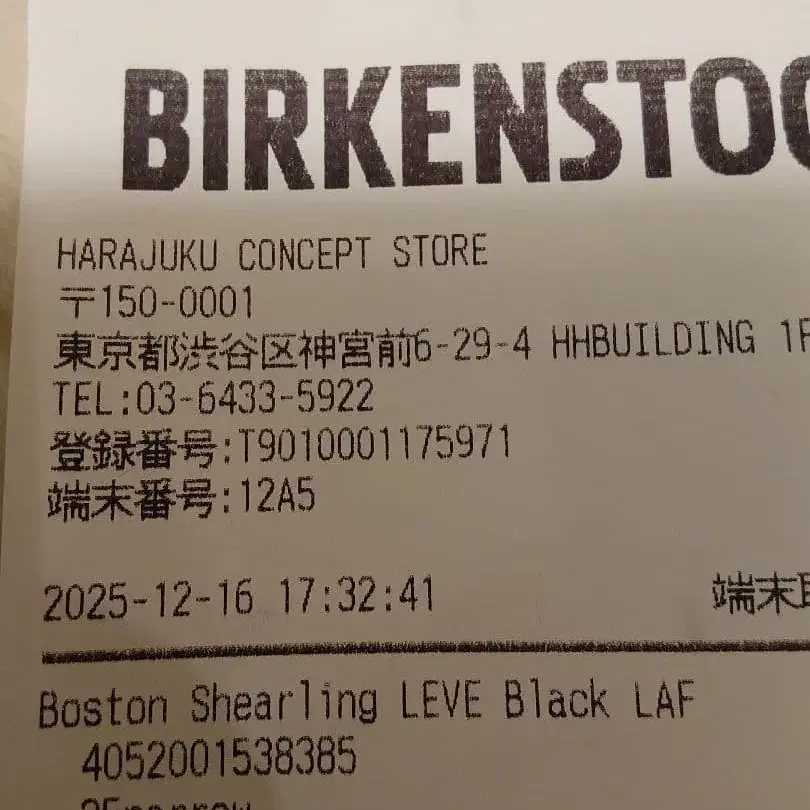 BIRKENSTOC
HARAJUKU CONCEPT STORE
〒150-0001
東京都渋谷区神宮前6-29-4 HHBUILDING 1F
TEL:03-6433-5922
登録番号:T9010001175971
端末番号:12A5
2025-12-16 17:32:41 端末
Boston Shearling LEVE Black LAF
4052001538385